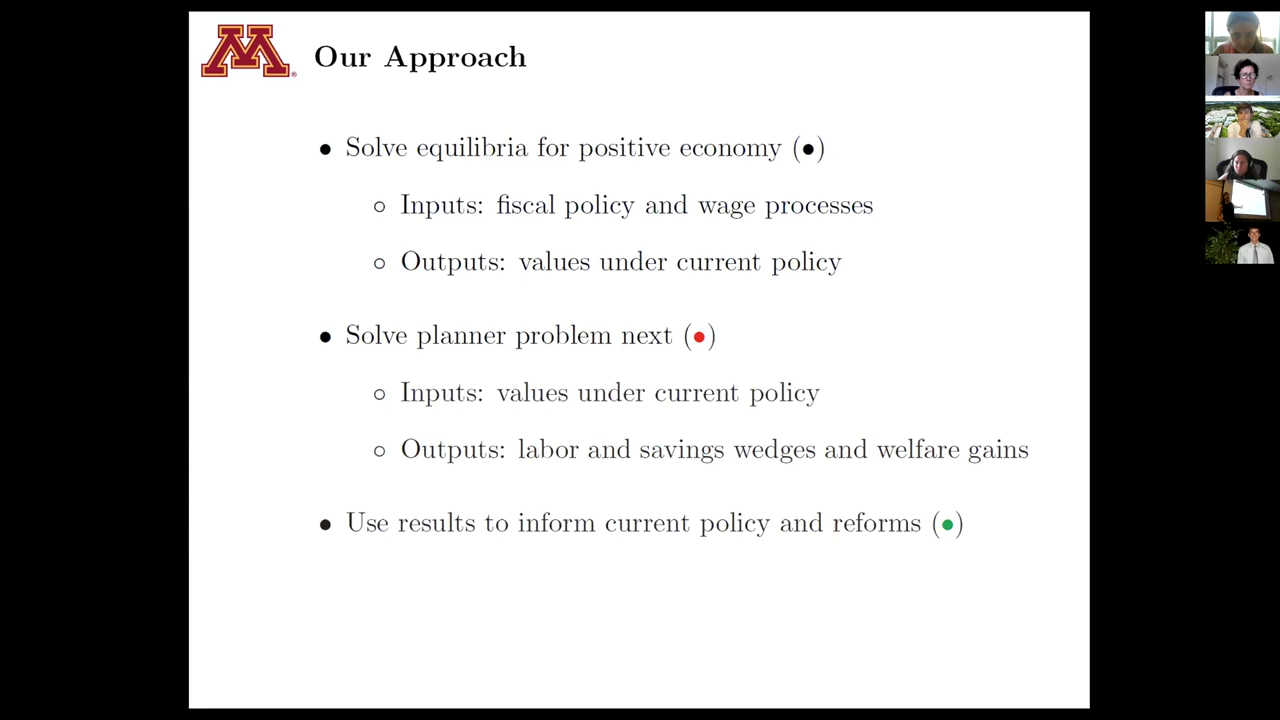 M
Our Approach
• Solve equilibria for positive economy (•)
○ Inputs: fiscal policy and wage processes
○ Outputs: values under current policy
• Solve planner problem next (•)
○ Inputs: values under current policy
○ Outputs: labor and savings wedges and welfare gains
• Use results to inform current policy and reforms (•)